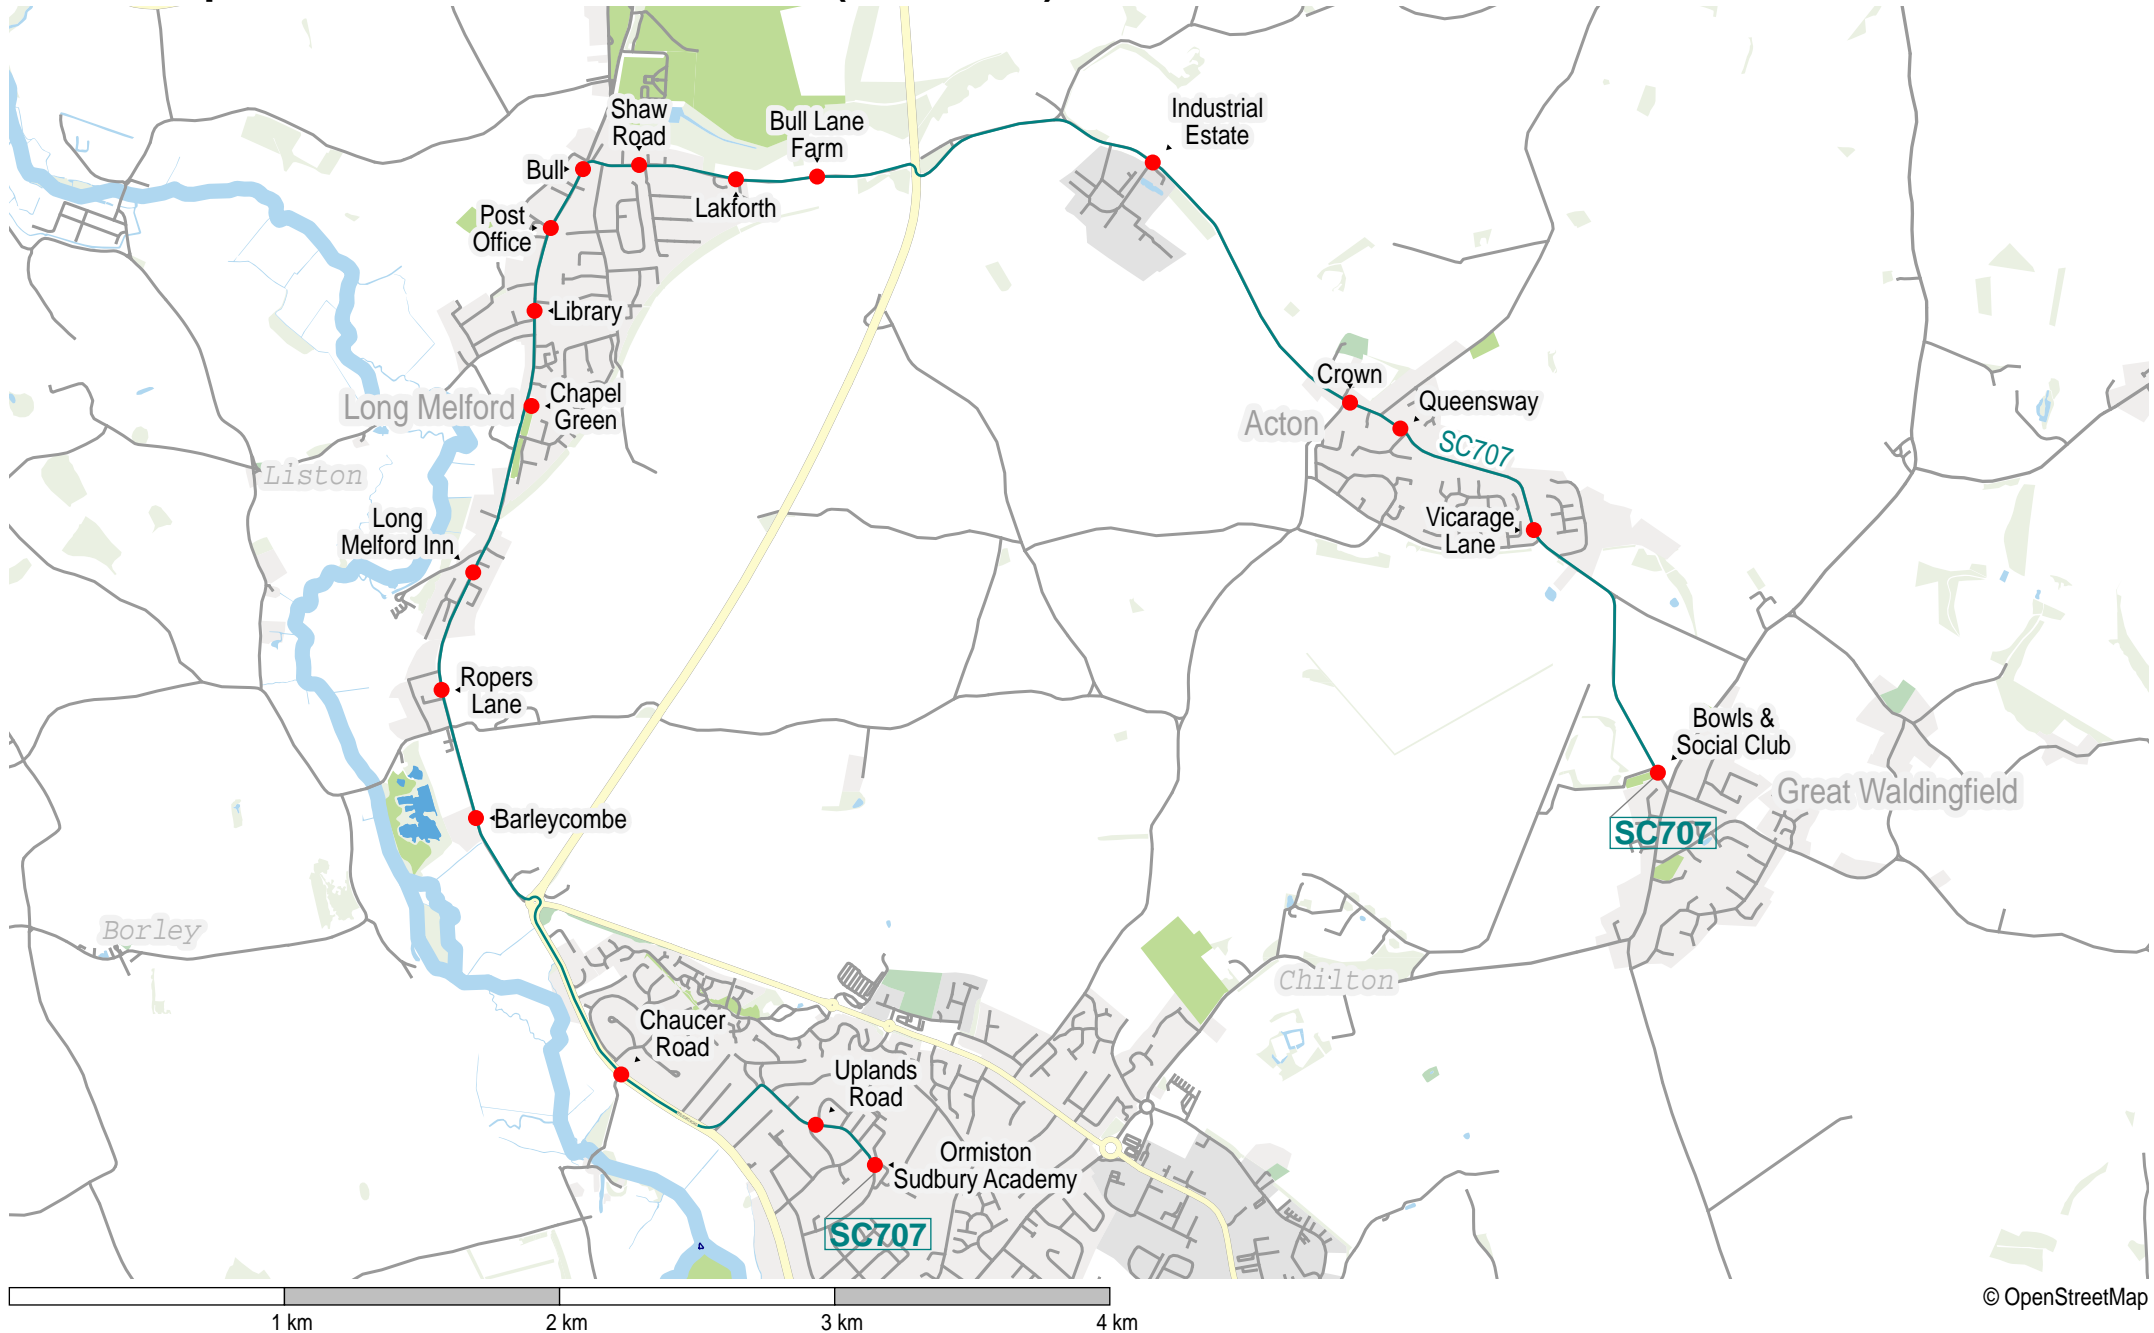 Shaw
Road
Bull Lane
Farm
Industrial
Estate
Bull
Lakforth
Post
Office
Library
Crown
Queensway
Chapel
Green
Long Melford
Acton
SC707
Liston
Long
Melford Inn
Vicarage
Lane
Ropers
Lane
Bowls &
Social Club
Great Waldingfield
Barleycombe
SC707
Borley
Chilton
Chaucer
Road
Uplands
Road
Ormiston
Sudbury Academy
SC707
1 km
2 km
3 km
4 km
© OpenStreetMap